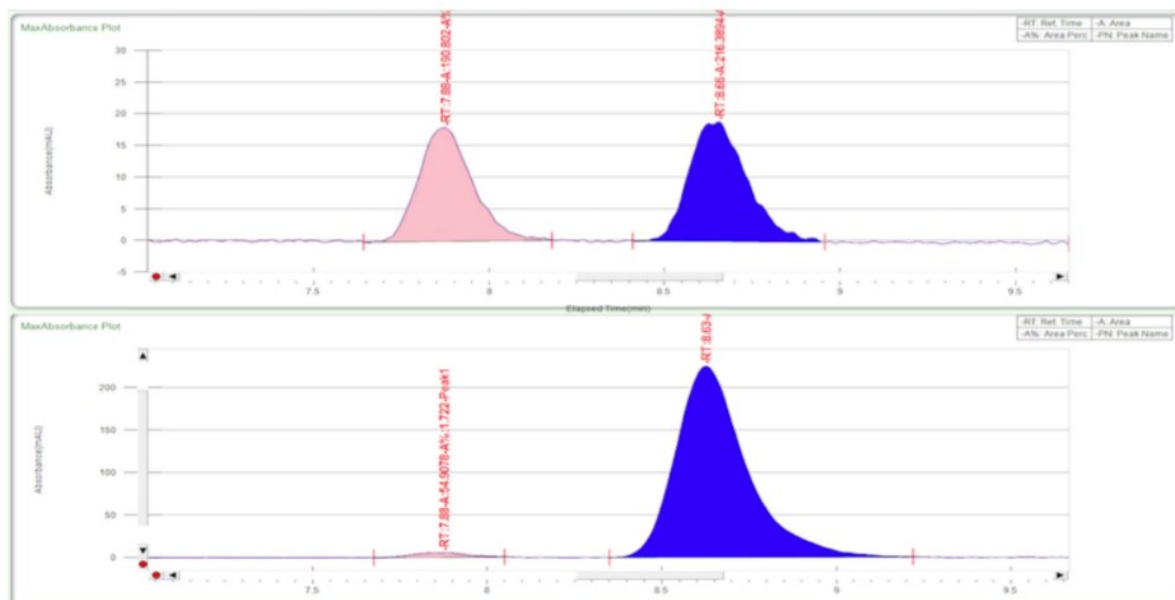 MaxAbsorbance Plot
-RT: Ret. Time -A: Area
-A%: Area Perc -PN: Peak Name
-RT:7.88-A:190.802-A%
-RT:8.66-A:216.3894-A
Absorbance(mAU)
30
25
20
15
10
5
0
-5
7.5 8 8.5 9 9.5
Elapsed Time(min)
MaxAbsorbance Plot
-RT: Ret. Time -A: Area
-A%: Area Perc -PN: Peak Name
-RT:7.88-A:54.9078-A%:1.722-Peak1
-RT:8.63-A
Absorbance(mAU)
200
150
100
50
0
7.5 8 8.5 9 9.5